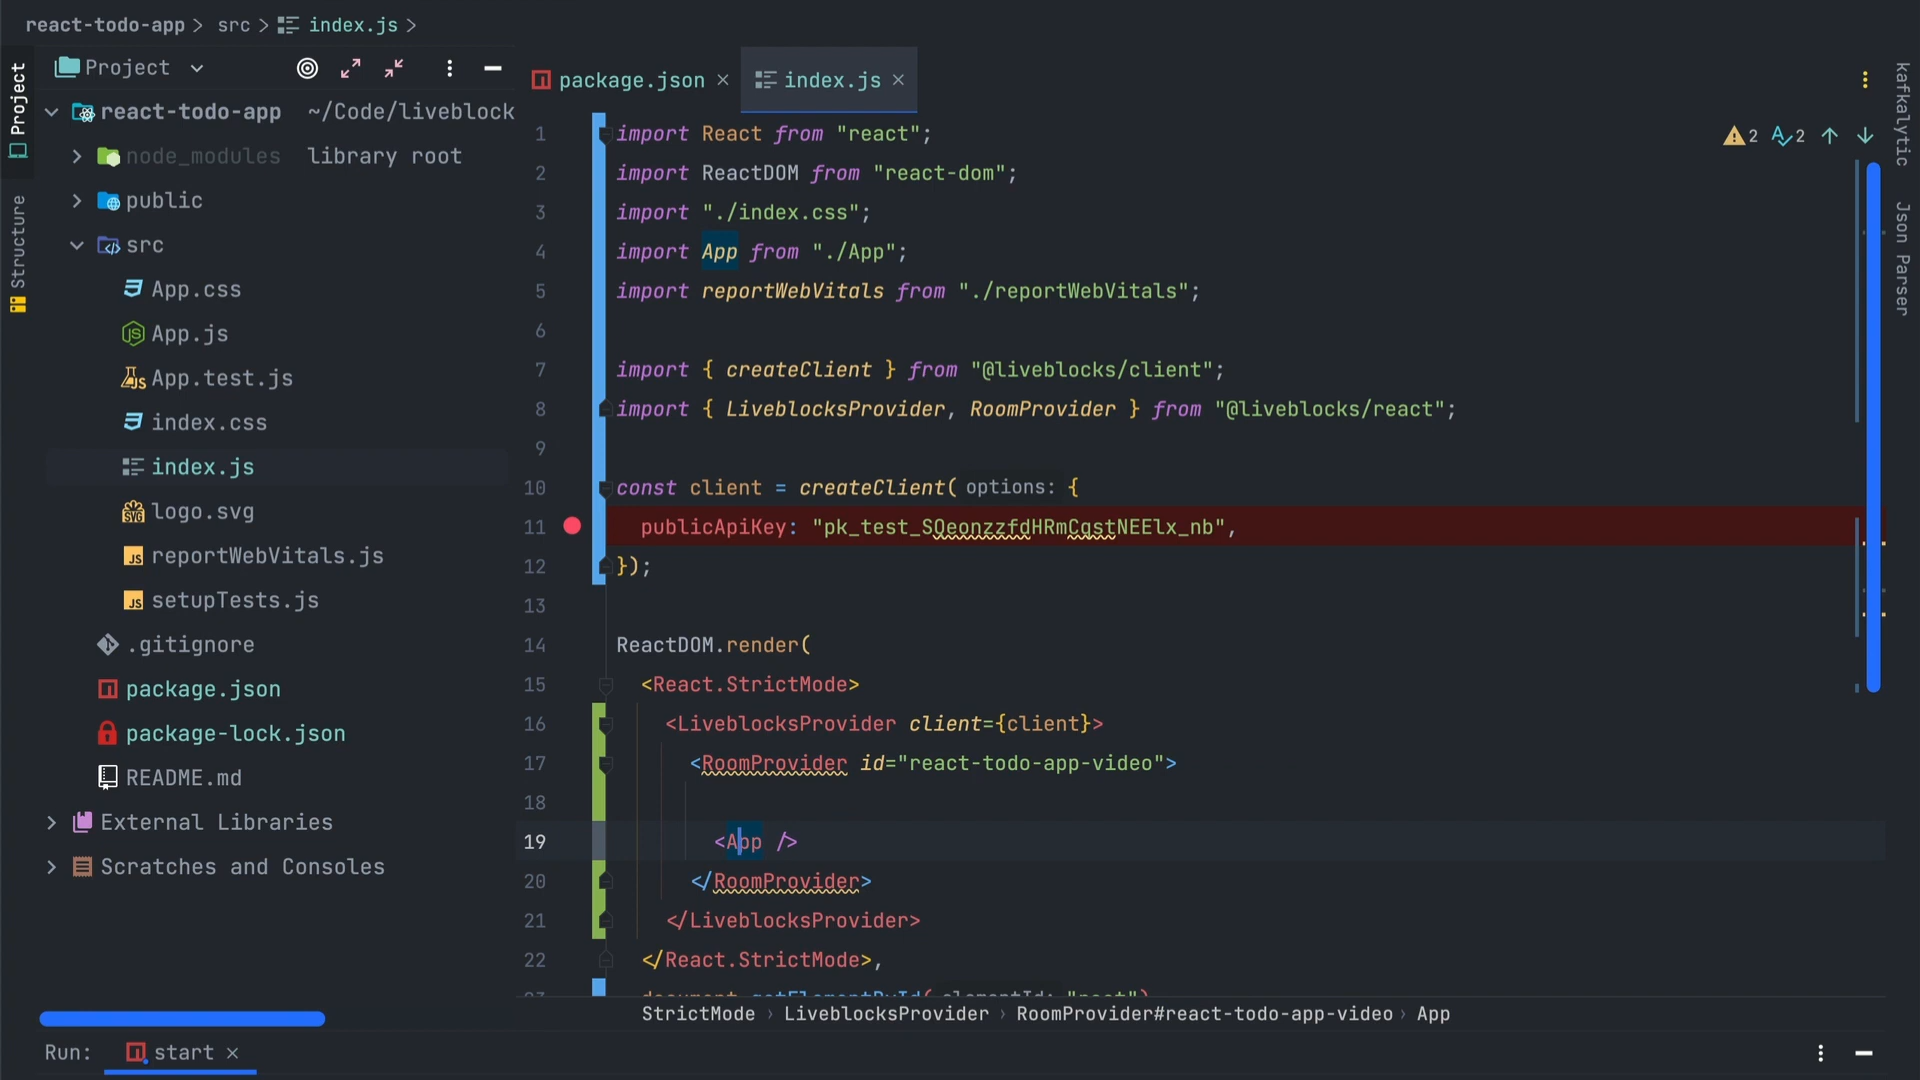 react-todo-app > src > index.js >
Project
react-todo-app ~/Code/liveblock
node_modules library root
public
src
App.css
App.js
App.test.js
index.css
index.js
logo.svg
reportWebVitals.js
setupTests.js
.gitignore
package.json
package-lock.json
README.md
External Libraries
Scratches and Consoles
Project
Structure
package.json ×
index.js ×
2 2
1 import React from "react";
2 import ReactDOM from "react-dom";
3 import "./index.css";
4 import App from "./App";
5 import reportWebVitals from "./reportWebVitals";
6
7 import { createClient } from "@liveblocks/client";
8 import { LiveblocksProvider, RoomProvider } from "@liveblocks/react";
9
10 const client = createClient( options: {
11 publicApiKey: "pk_test_SQeonzzfdHRmCqstNEElx_nb",
12 });
13
14 ReactDOM.render(
15 <React.StrictMode>
16 <LiveblocksProvider client={client}>
17 <RoomProvider id="react-todo-app-video">
18
19 <App />
20 </RoomProvider>
21 </LiveblocksProvider>
22 </React.StrictMode>,
23 document.getElementById( elementId: "root")
StrictMode › LiveblocksProvider › RoomProvider#react-todo-app-video › App
kafkalytic
Json Parser
Run: start ×